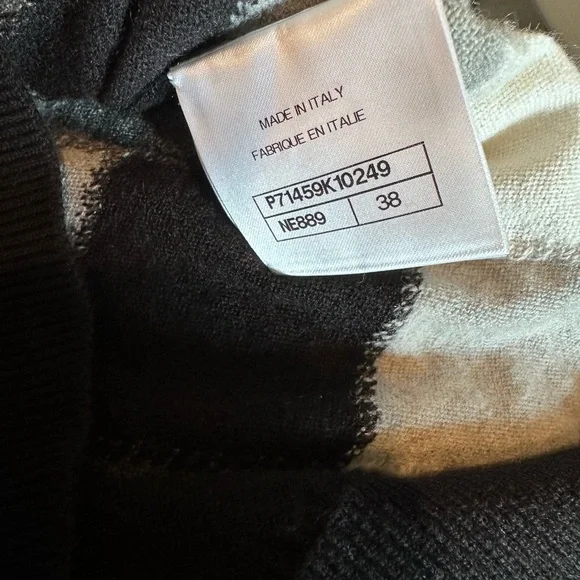 MADE IN ITALY
FABRIQUE EN ITALIE
P71459K10249
NE889 38